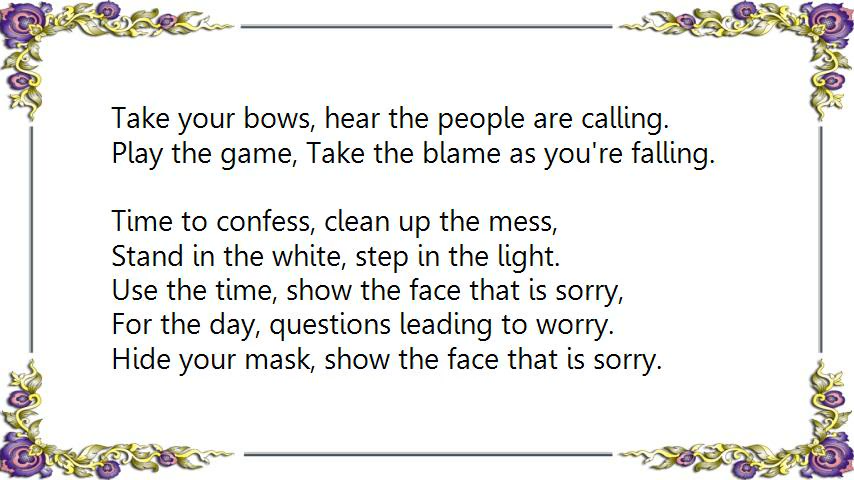 Take your bows, hear the people are calling.
Play the game, Take the blame as you're falling.
Time to confess, clean up the mess,
Stand in the white, step in the light.
Use the time, show the face that is sorry,
For the day, questions leading to worry.
Hide your mask, show the face that is sorry.